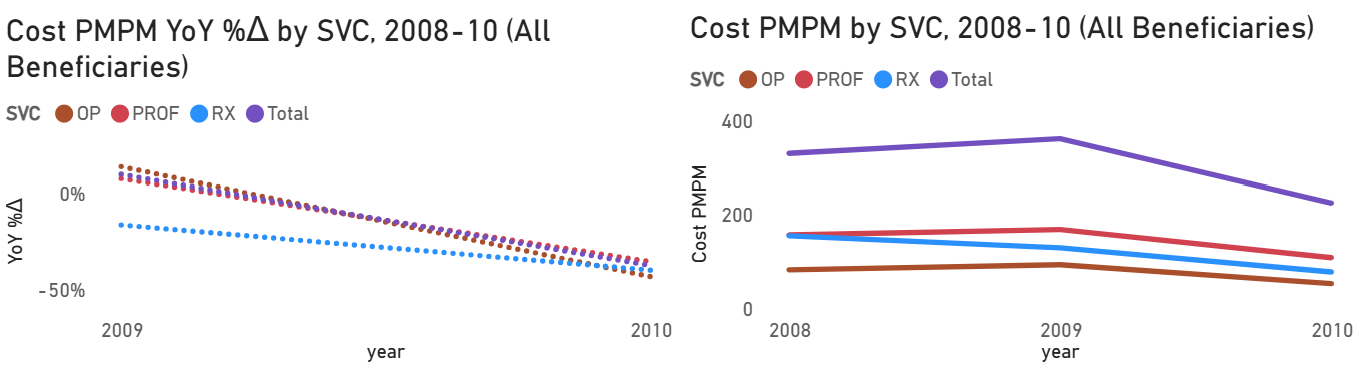 Cost PMPM YoY %Δ by SVC, 2008-10 (All
Beneficiaries)
SVC OP PROF RX Total
0%
-50%
YoY %Δ
2009 2010
year
Cost PMPM by SVC, 2008-10 (All Beneficiaries)
SVC OP PROF RX Total
400
200
0
Cost PMPM
2008 2009 2010
year